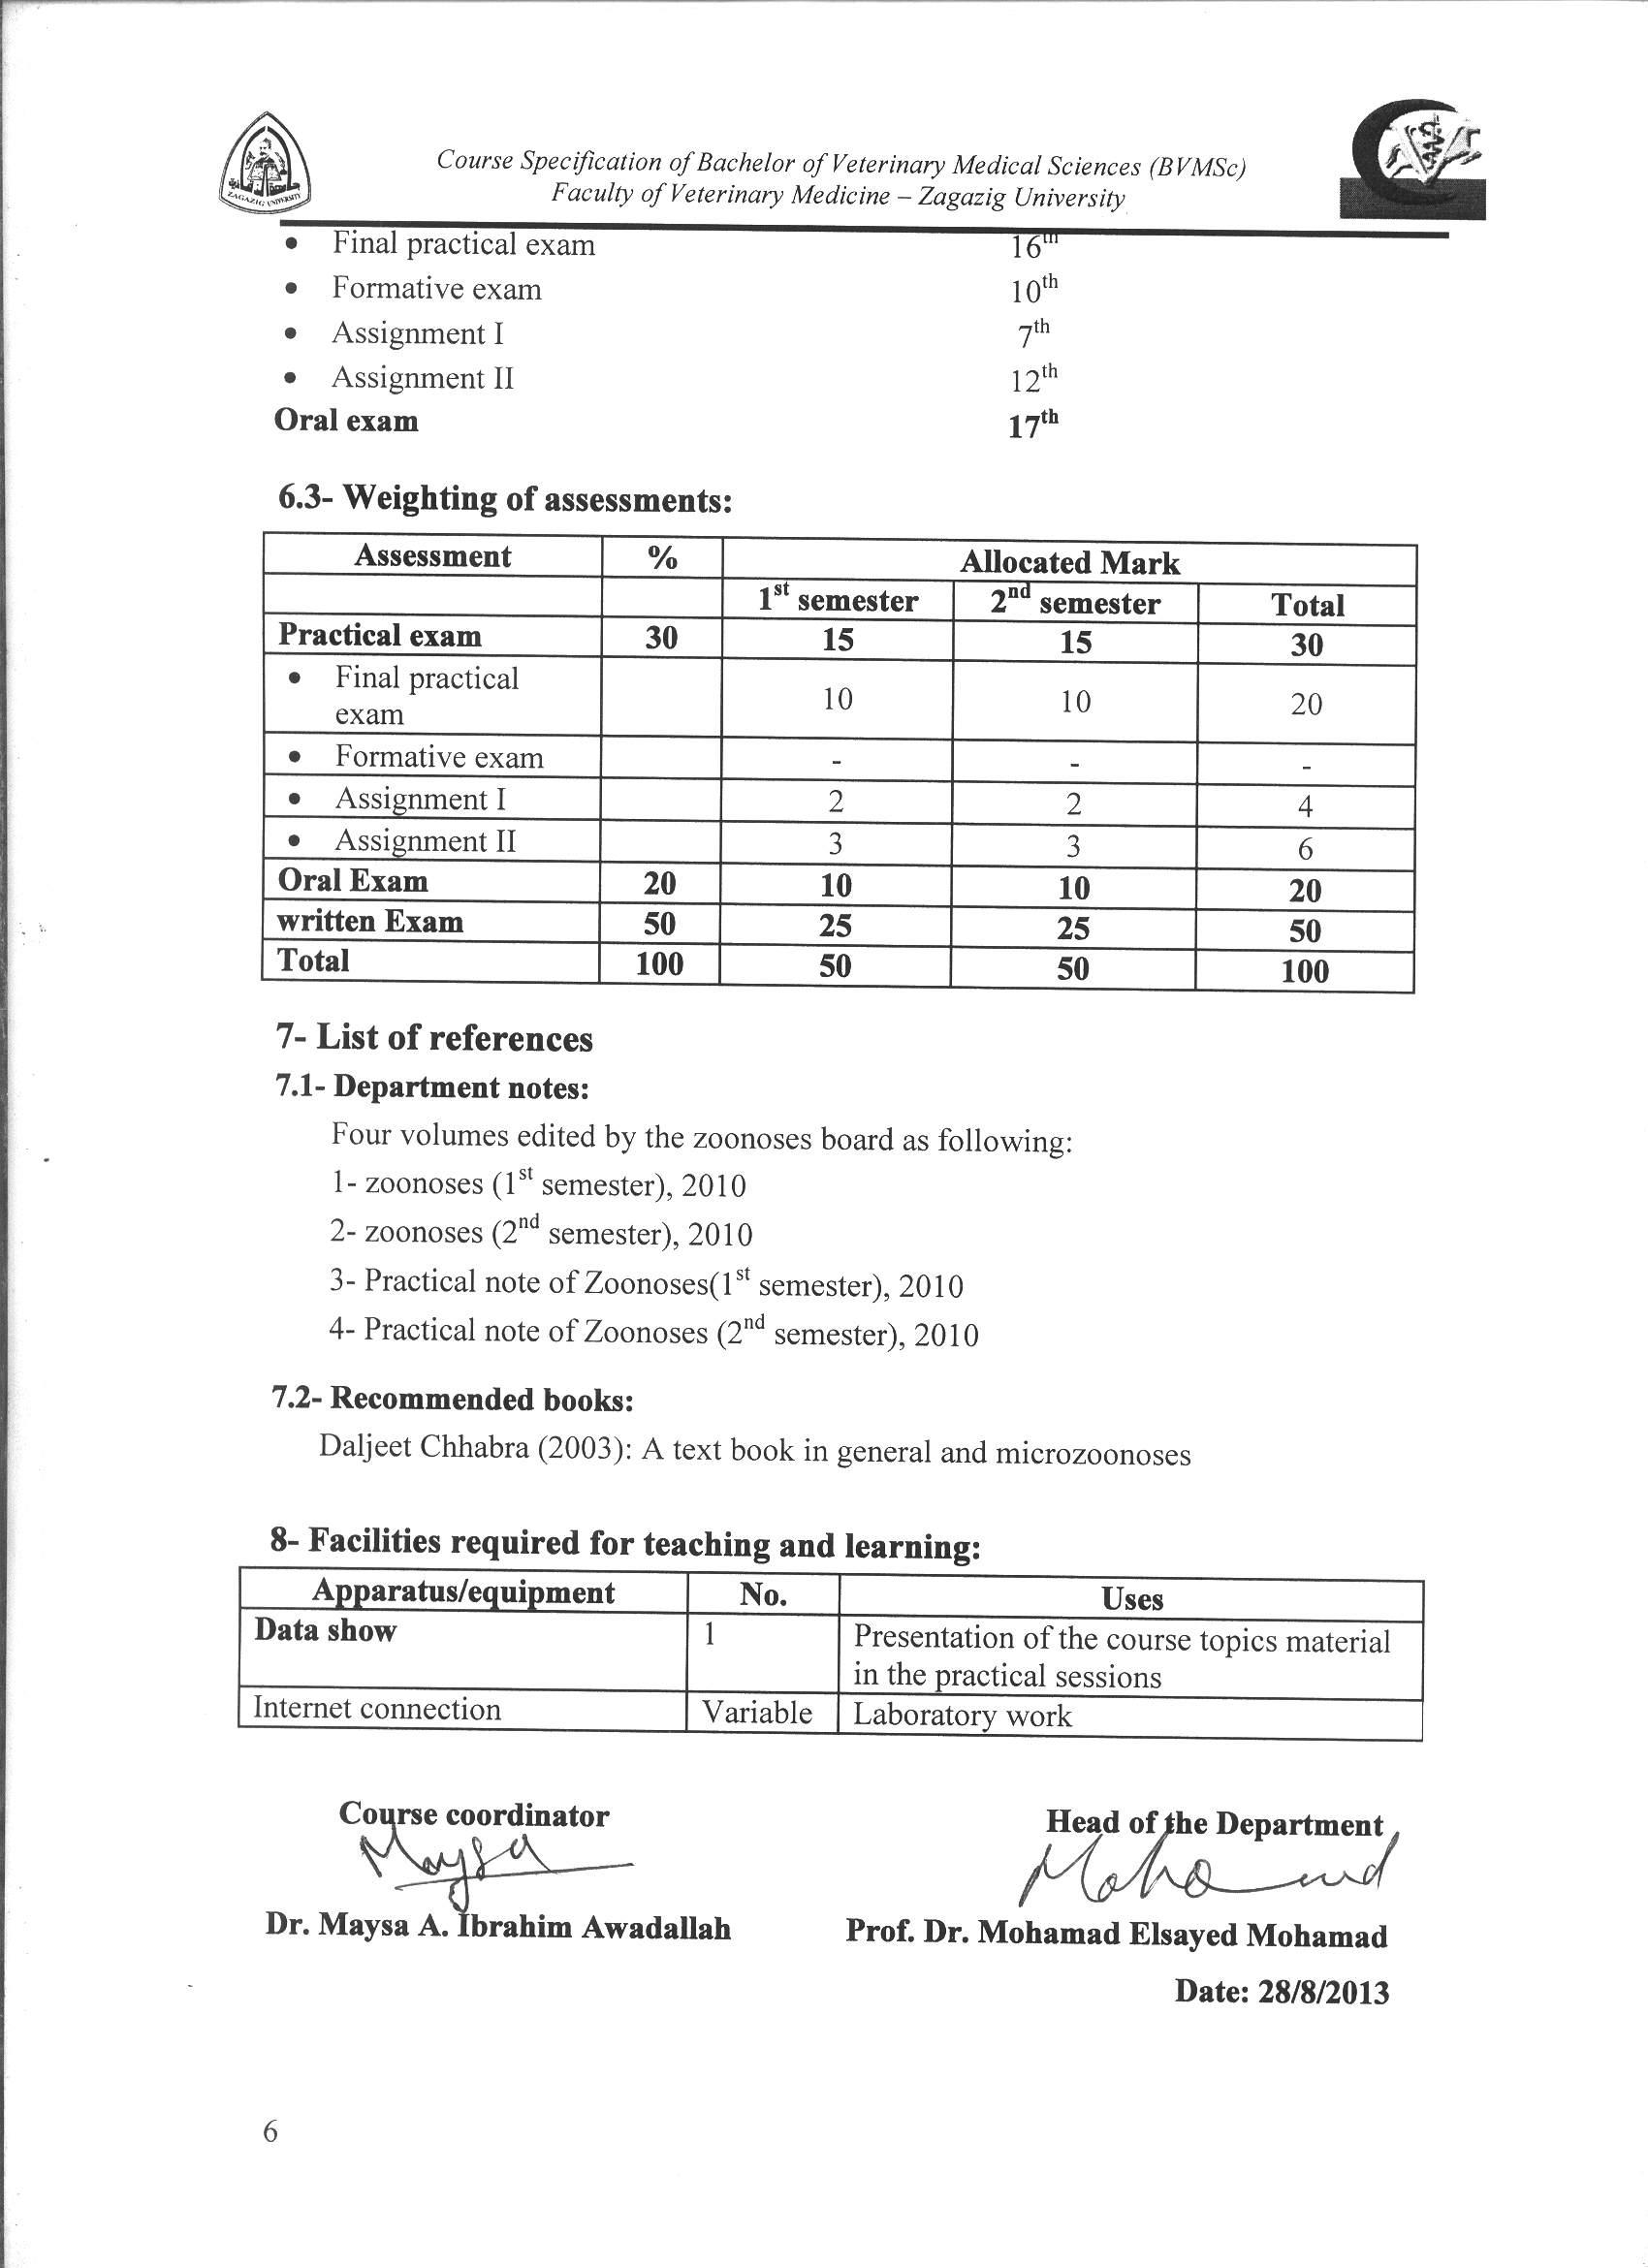 ZAGAZIG UNIVERSITY
Course Specification of Bachelor of Veterinary Medical Sciences (BVMSc)
Faculty of Veterinary Medicine – Zagazig University
• Final practical exam 16th
• Formative exam 10th
• Assignment I 7th
• Assignment II 12th
Oral exam 17th
6.3- Weighting of assessments:
Assessment % Allocated Mark
1st semester 2nd semester Total
Practical exam 30 15 15 30
• Final practical exam 10 10 20
• Formative exam - - -
• Assignment I 2 2 4
• Assignment II 3 3 6
Oral Exam 20 10 10 20
written Exam 50 25 25 50
Total 100 50 50 100
7- List of references
7.1- Department notes:
Four volumes edited by the zoonoses board as following:
1- zoonoses (1st semester), 2010
2- zoonoses (2nd semester), 2010
3- Practical note of Zoonoses(1st semester), 2010
4- Practical note of Zoonoses (2nd semester), 2010
7.2- Recommended books:
Daljeet Chhabra (2003): A text book in general and microzoonoses
8- Facilities required for teaching and learning:
Apparatus/equipment No. Uses
Data show 1 Presentation of the course topics material
in the practical sessions
Internet connection Variable Laboratory work
Course coordinator Head of the Department
Maysa Mohamad
Dr. Maysa A. Ibrahim Awadallah Prof. Dr. Mohamad Elsayed Mohamad
Date: 28/8/2013
6